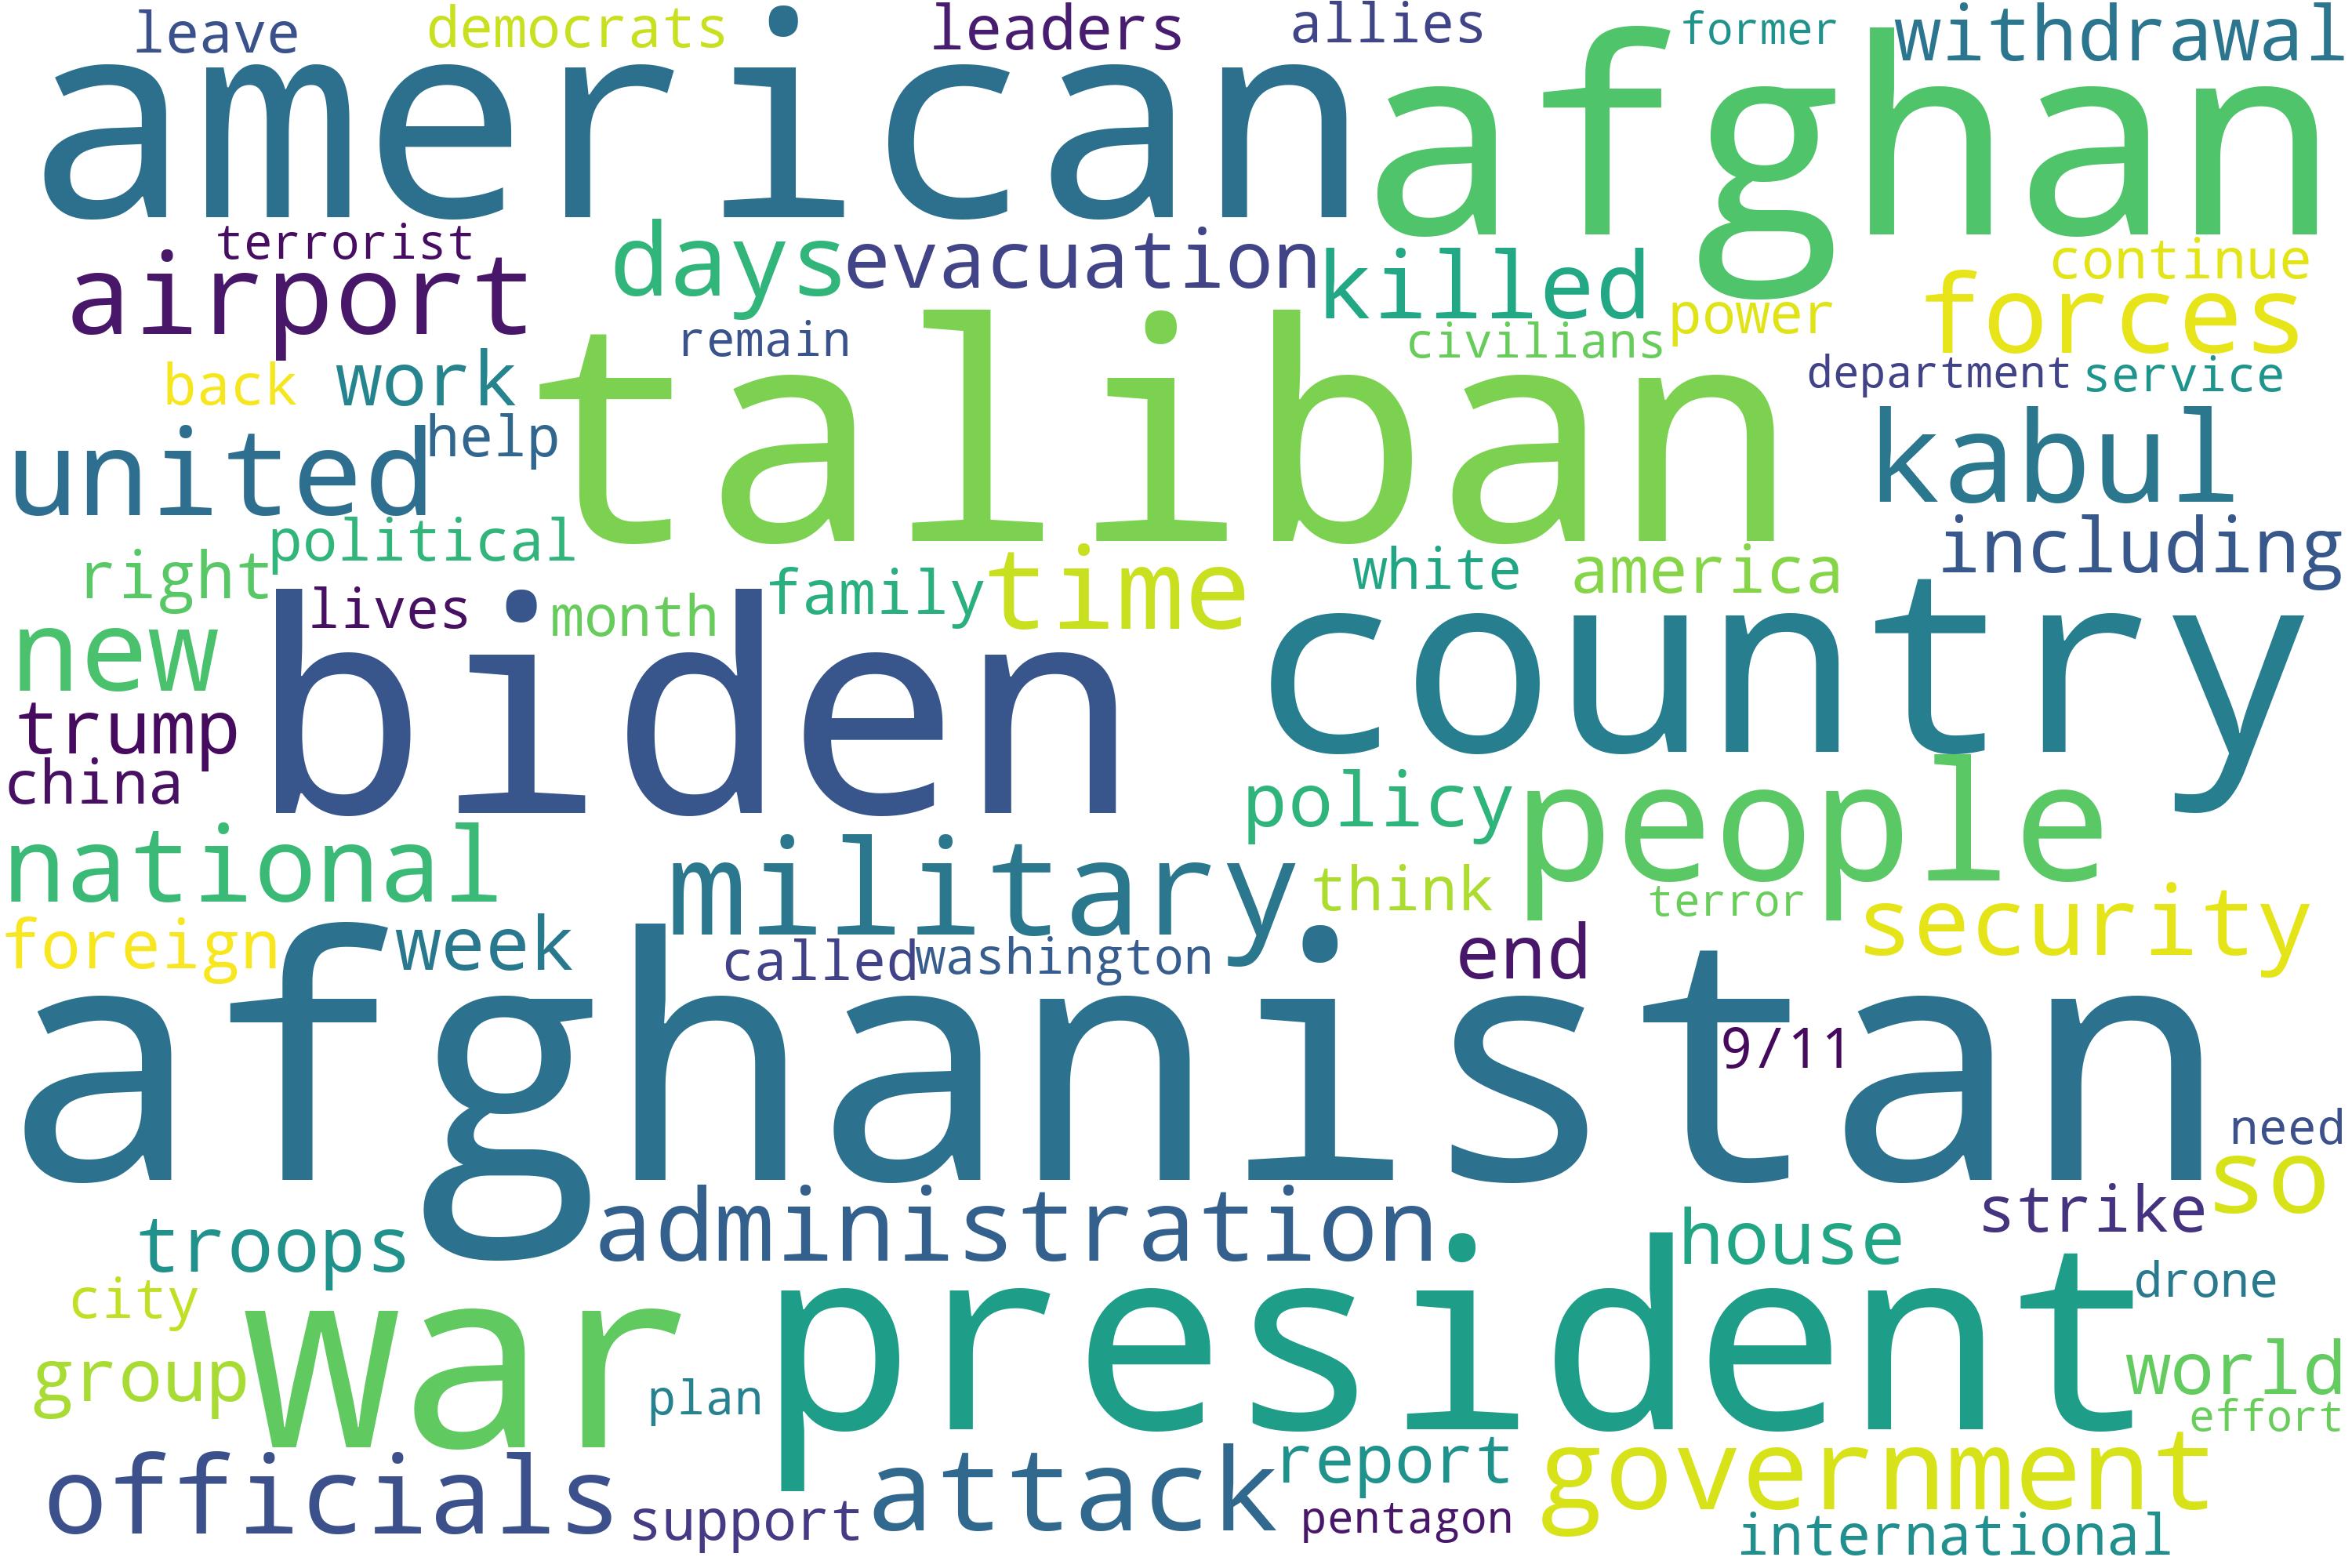 leave democrats leaders allies former withdrawal
american afghan
terrorist
airport days evacuation killed continue
remain civilians power forces
back work taliban department service
united help kabul
right political time white america including
lives month family
new biden country
trump
china policy people
national military think terror security
foreign week called washington end
afghanistan
9/11
need
troops administration house strike so
city president drone
group war plan world
effort
officials support attack report government
pentagon international